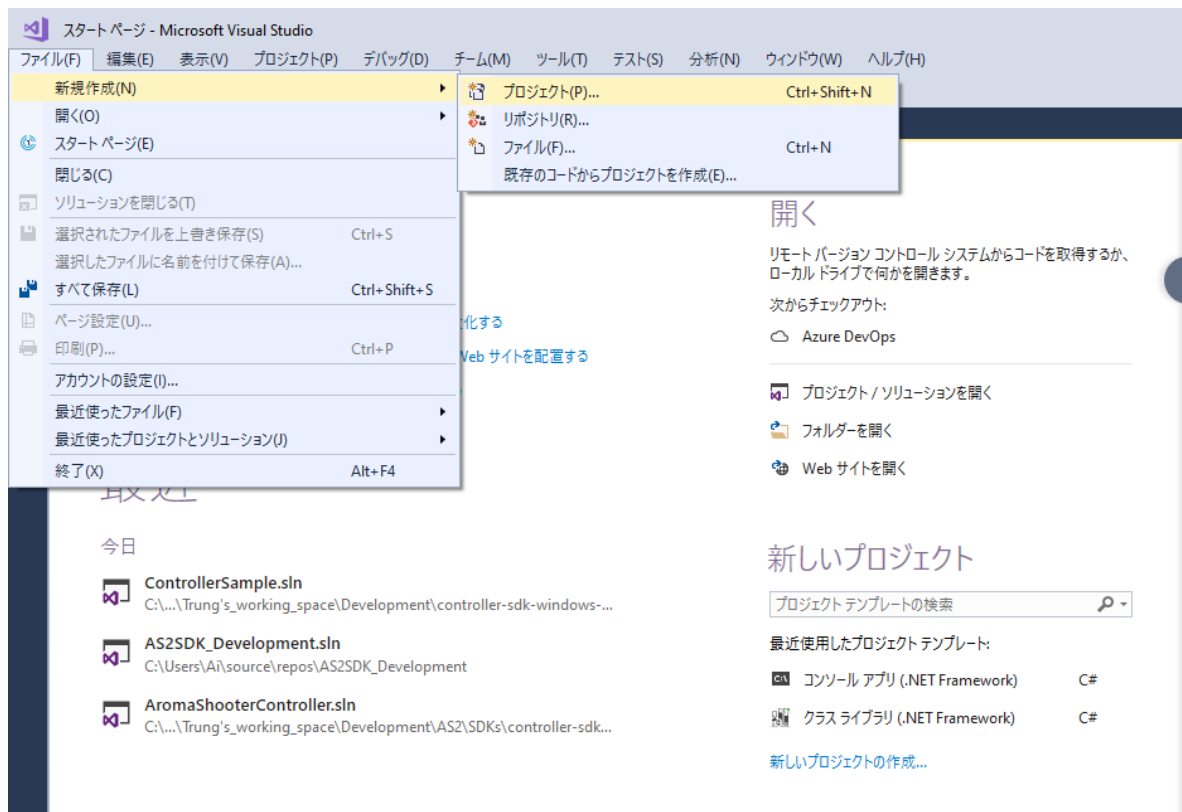 スタート ページ - Microsoft Visual Studio
ファイル(F) 編集(E) 表示(V) プロジェクト(P) デバッグ(D) チーム(M) ツール(T) テスト(S) 分析(N) ウィンドウ(W) ヘルプ(H)
新規作成(N)
開く(O)
スタート ページ(E)
閉じる(C)
ソリューションを閉じる(T)
選択されたファイルを上書き保存(S) Ctrl+S
選択したファイルに名前を付けて保存(A)...
すべて保存(L) Ctrl+Shift+S
ページ設定(U)...
印刷(P)... Ctrl+P
アカウントの設定(I)...
最近使ったファイル(F)
最近使ったプロジェクトとソリューション(J)
終了(X) Alt+F4
プロジェクト(P)... Ctrl+Shift+N
リポジトリ(R)...
ファイル(F)... Ctrl+N
既存のコードからプロジェクトを作成(E)...
化する
Web サイトを配置する
最近
今日
ControllerSample.sln
C:\...\Trung's_working_space\Development\controller-sdk-windows-...
AS2SDK_Development.sln
C:\Users\Ai\source\repos\AS2SDK_Development
AromaShooterController.sln
C:\...\Trung's_working_space\Development\AS2\SDKs\controller-sdk...
開く
リモート バージョン コントロール システムからコードを取得するか、
ローカル ドライブで何かを開きます。
次からチェックアウト:
Azure DevOps
プロジェクト / ソリューションを開く
フォルダーを開く
Web サイトを開く
新しいプロジェクト
プロジェクト テンプレートの検索
最近使用したプロジェクト テンプレート:
コンソール アプリ (.NET Framework) C#
クラス ライブラリ (.NET Framework) C#
新しいプロジェクトの作成...